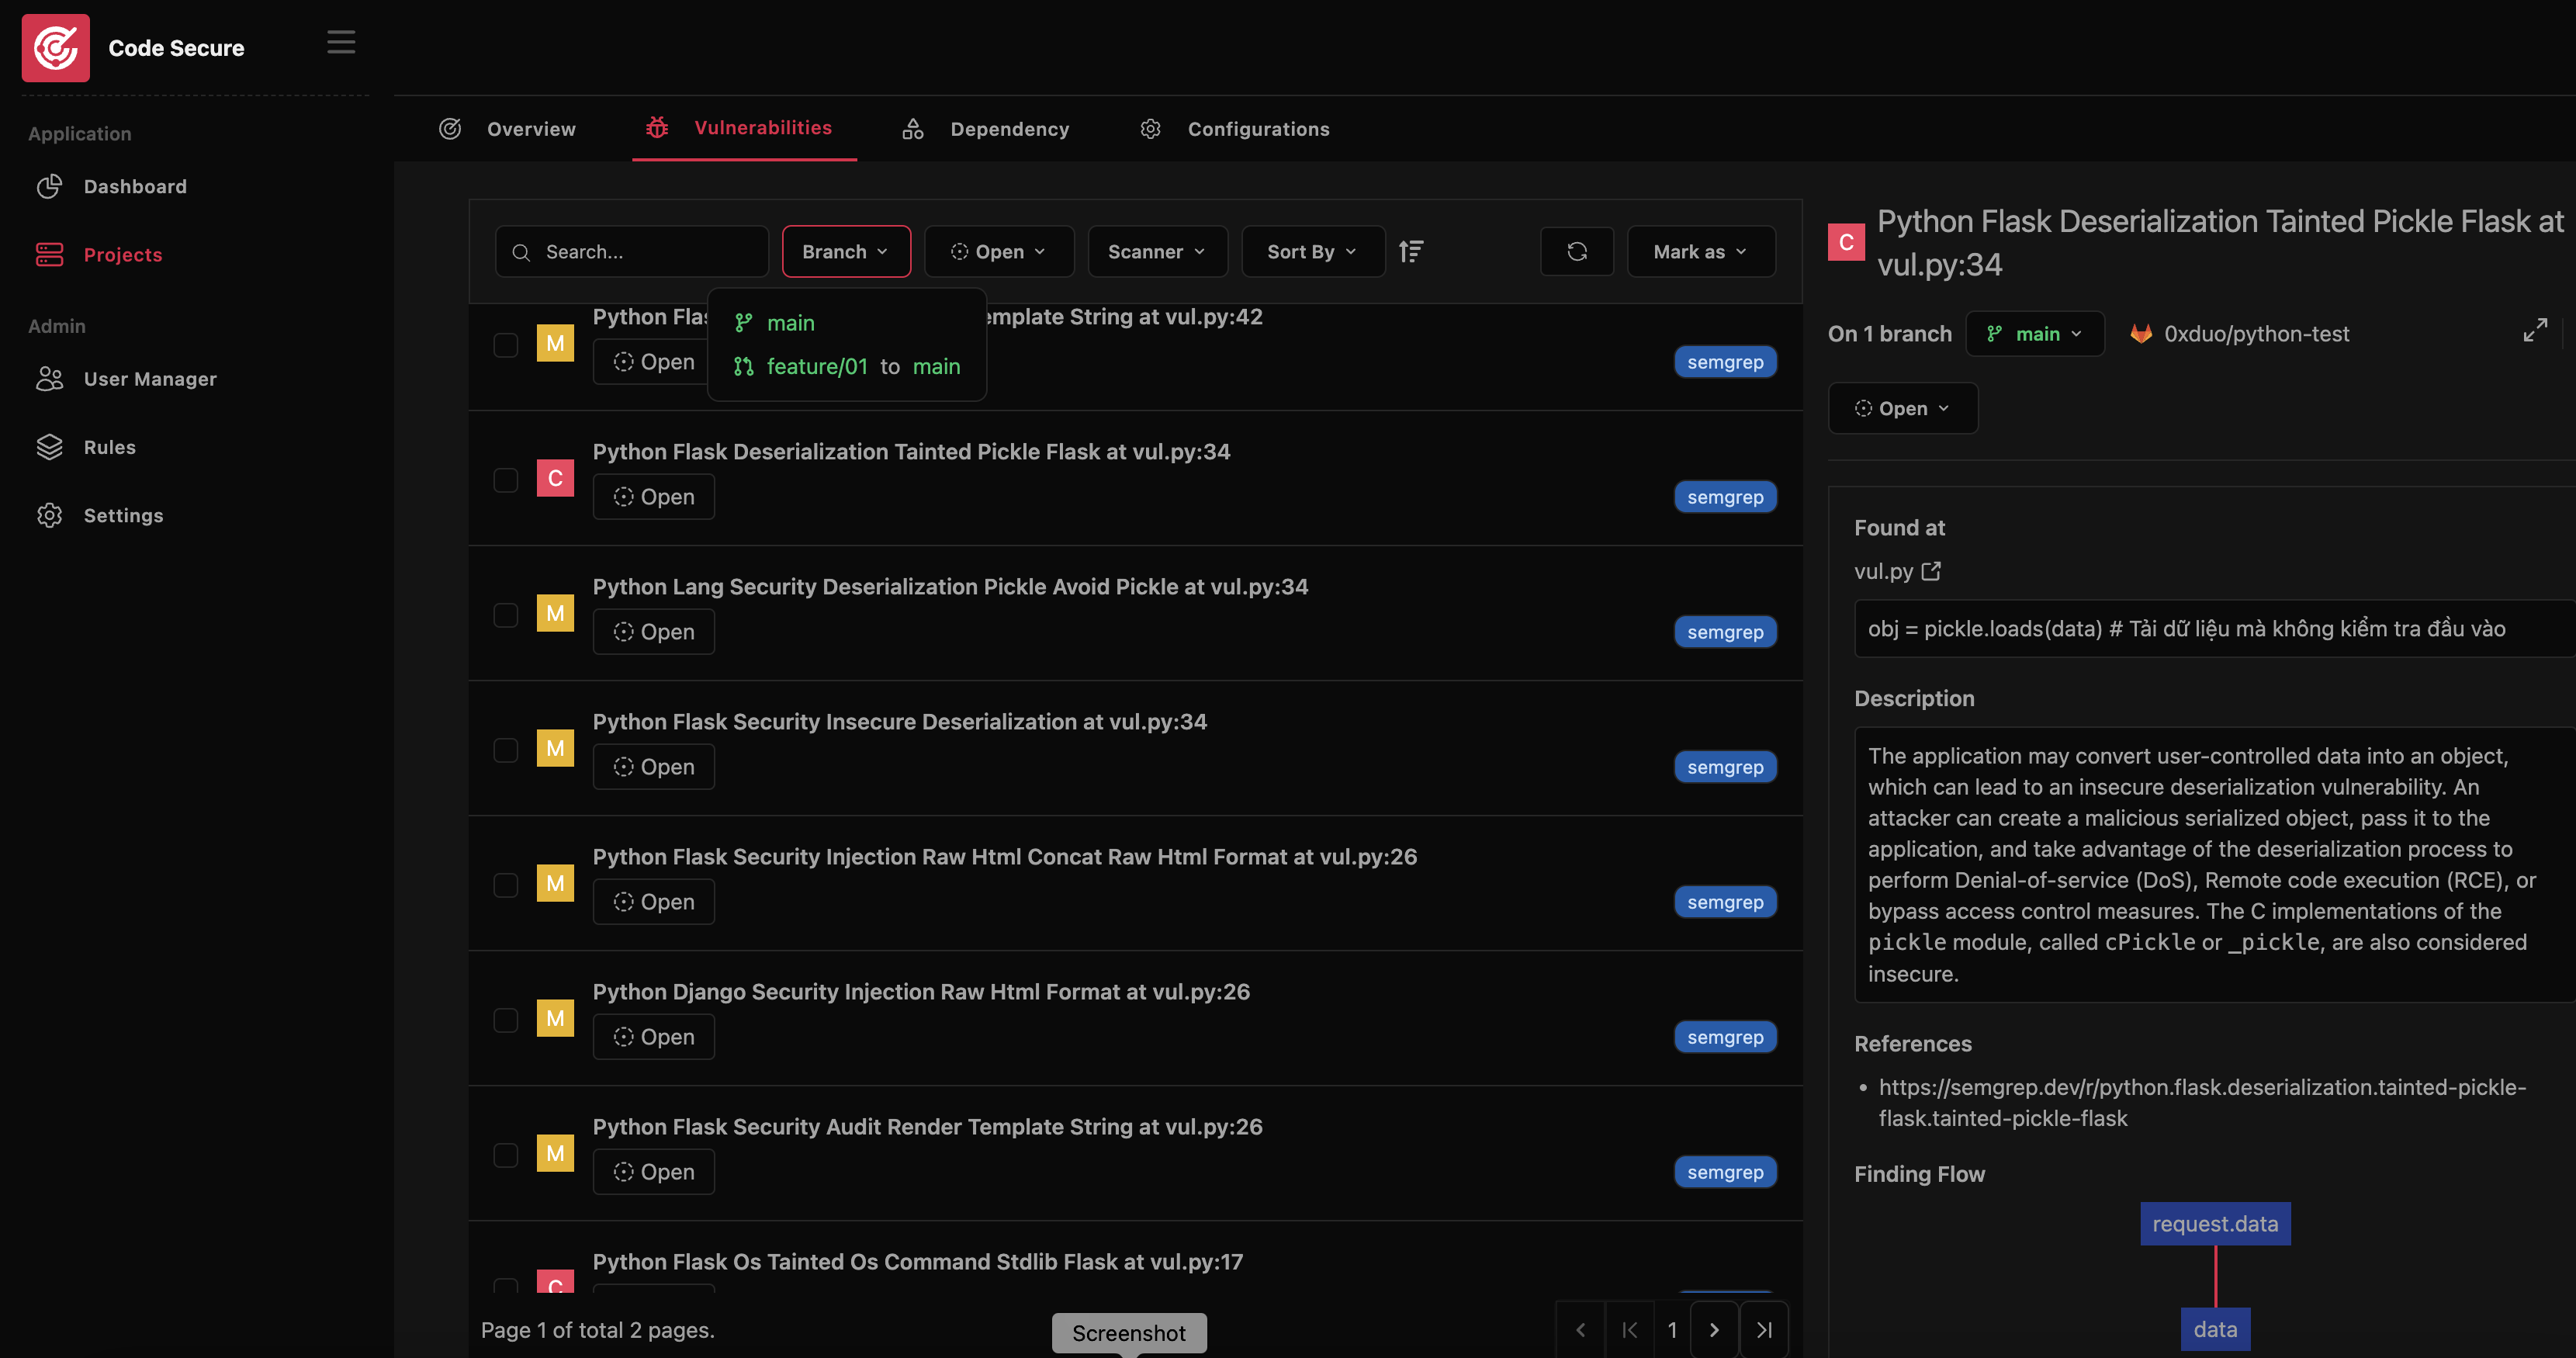 Code Secure
Application
Dashboard
Projects
Admin
User Manager
Rules
Settings
Overview
Vulnerabilities
Dependency
Configurations
Search...
Branch
Open
Scanner
Sort By
Mark as
main
feature/01 to main
Python Flas
emplate String at vul.py:42
M
Open
semgrep
Python Flask Deserialization Tainted Pickle Flask at vul.py:34
C
Open
semgrep
Python Lang Security Deserialization Pickle Avoid Pickle at vul.py:34
M
Open
semgrep
Python Flask Security Insecure Deserialization at vul.py:34
M
Open
semgrep
Python Flask Security Injection Raw Html Concat Raw Html Format at vul.py:26
M
Open
semgrep
Python Django Security Injection Raw Html Format at vul.py:26
M
Open
semgrep
Python Flask Security Audit Render Template String at vul.py:26
M
Open
semgrep
Python Flask Os Tainted Os Command Stdlib Flask at vul.py:17
C
Page 1 of total 2 pages.
Screenshot
1
C
Python Flask Deserialization Tainted Pickle Flask at
vul.py:34
On 1 branch
main
0xduo/python-test
Open
Found at
vul.py
obj = pickle.loads(data) # Tải dữ liệu mà không kiểm tra đầu vào
Description
The application may convert user-controlled data into an object,
which can lead to an insecure deserialization vulnerability. An
attacker can create a malicious serialized object, pass it to the
application, and take advantage of the deserialization process to
perform Denial-of-service (DoS), Remote code execution (RCE), or
bypass access control measures. The C implementations of the
pickle module, called cPickle or _pickle, are also considered
insecure.
References
• https://semgrep.dev/r/python.flask.deserialization.tainted-pickle-
flask.tainted-pickle-flask
Finding Flow
request.data
data